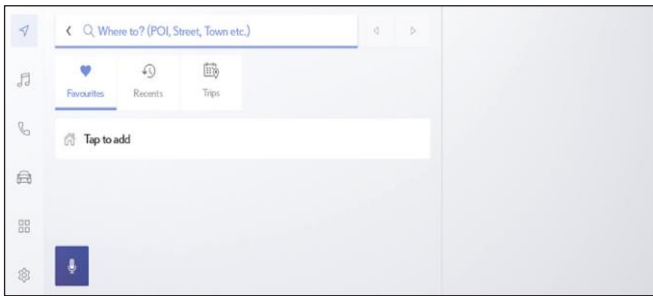 Where to? (POI, Street, Town etc.)
Favourites
Recents
Trips
Tap to add